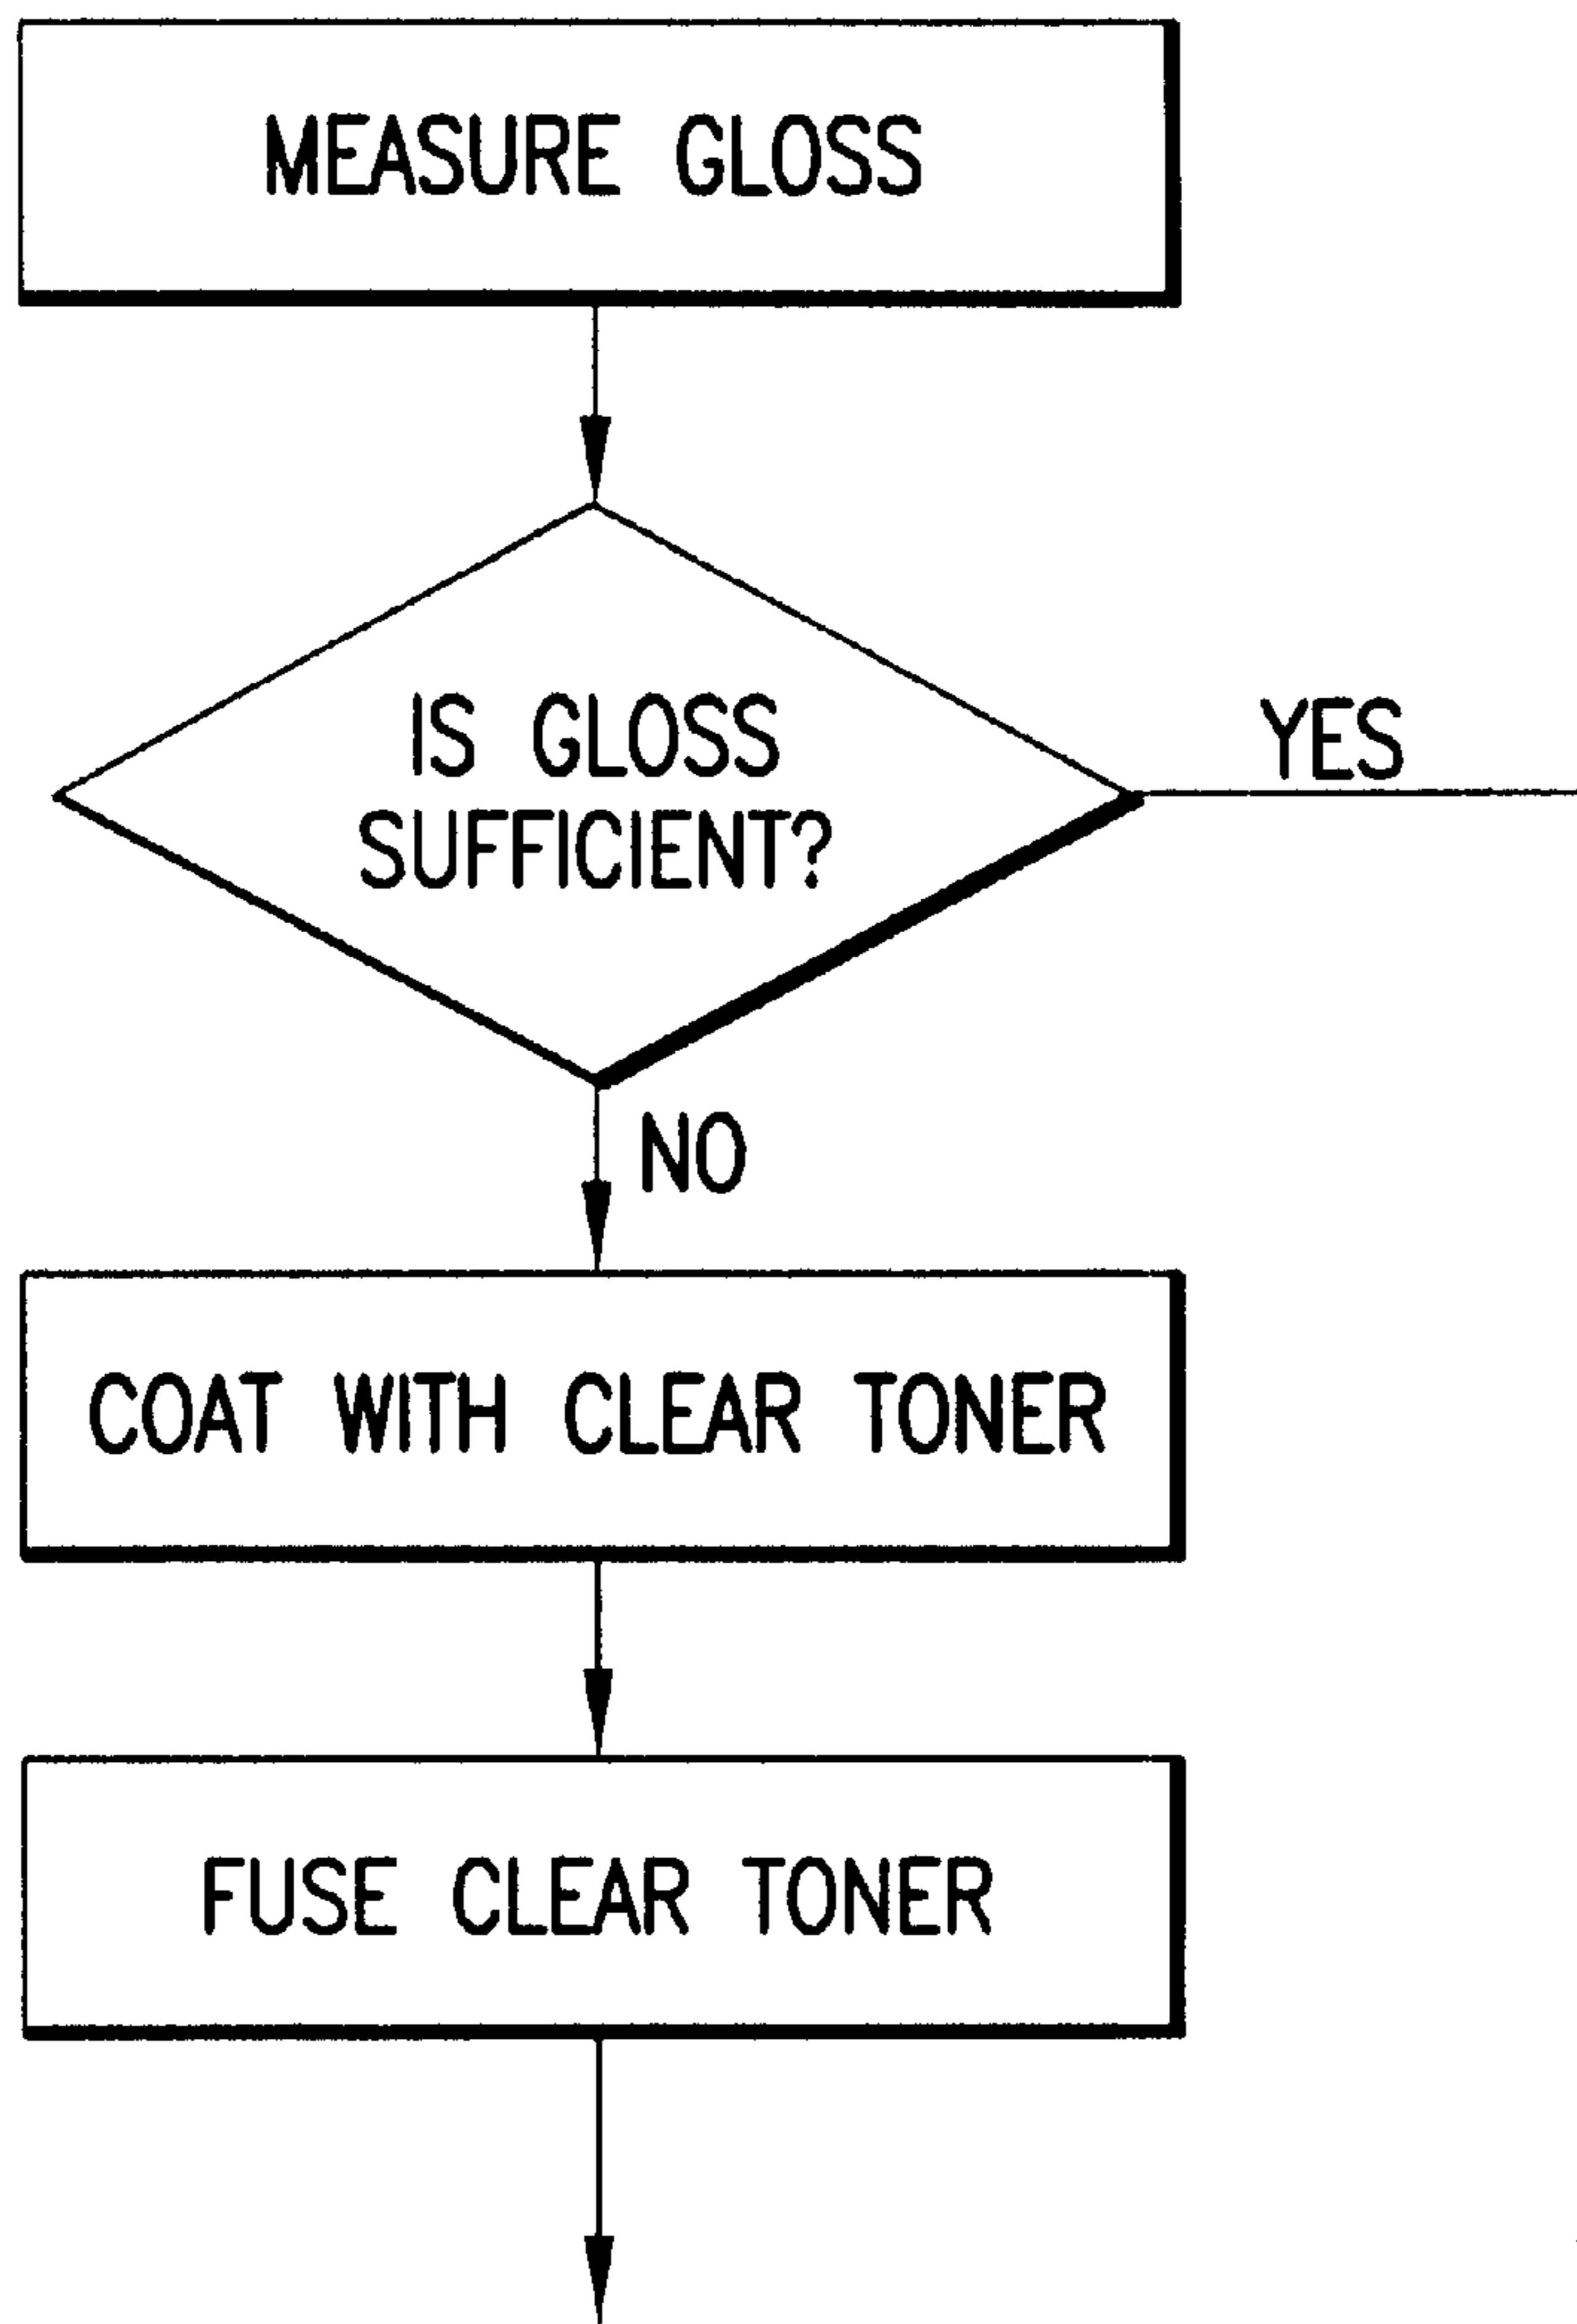 MEASURE GLOSS
IS GLOSS
SUFFICIENT?
YES
NO
COAT WITH CLEAR TONER
FUSE CLEAR TONER